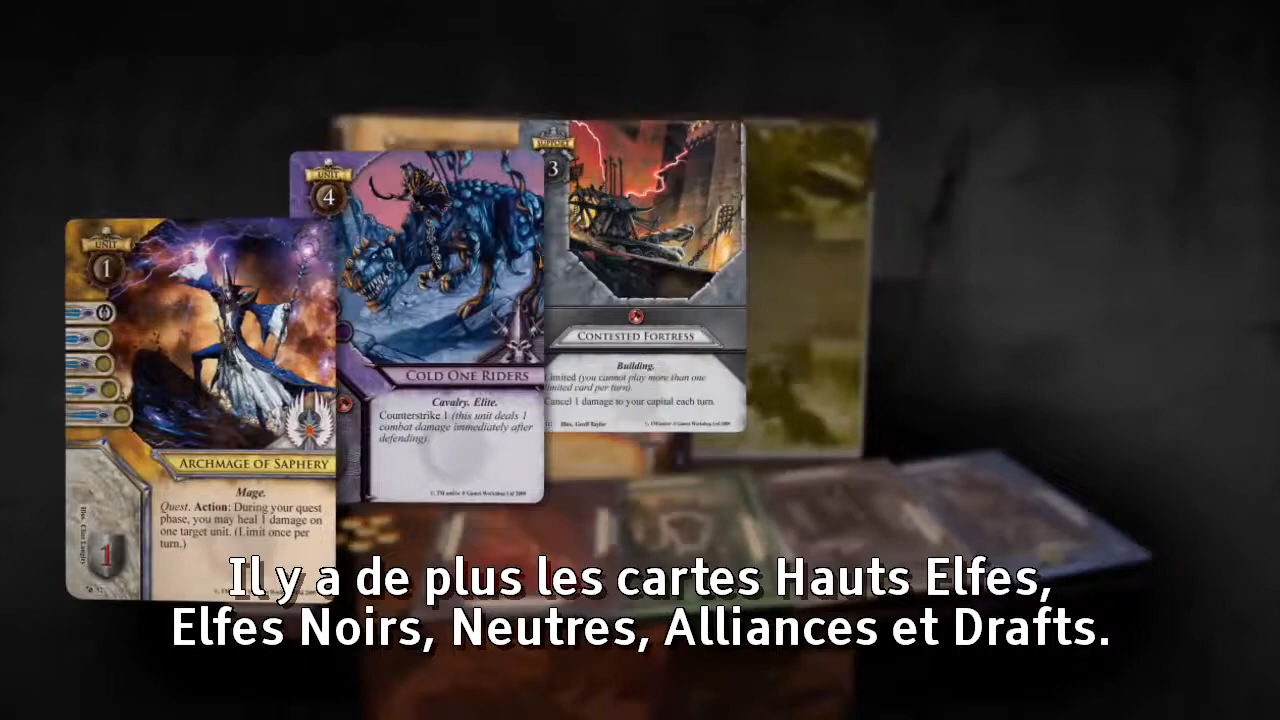 UNIT
1
ARCHMAGE OF SAPHERY
Mage.
Quest. Action: During your quest
phase, you may heal 1 damage on
one target unit. (Limit once per
turn.)
1
UNIT
4
COLD ONE RIDERS
Cavalry. Elite.
Counterstrike 1 (this unit deals 1
combat damage immediately after
defending).
SUPPORT
3
CONTESTED FORTRESS
Building.
Limited (you cannot play more than one
limited card per turn).
Cancel 1 damage to your capital each turn.
Illus. Geoff Taylor
Il y a de plus les cartes Hauts Elfes,
Elfes Noirs, Neutres, Alliances et Drafts.